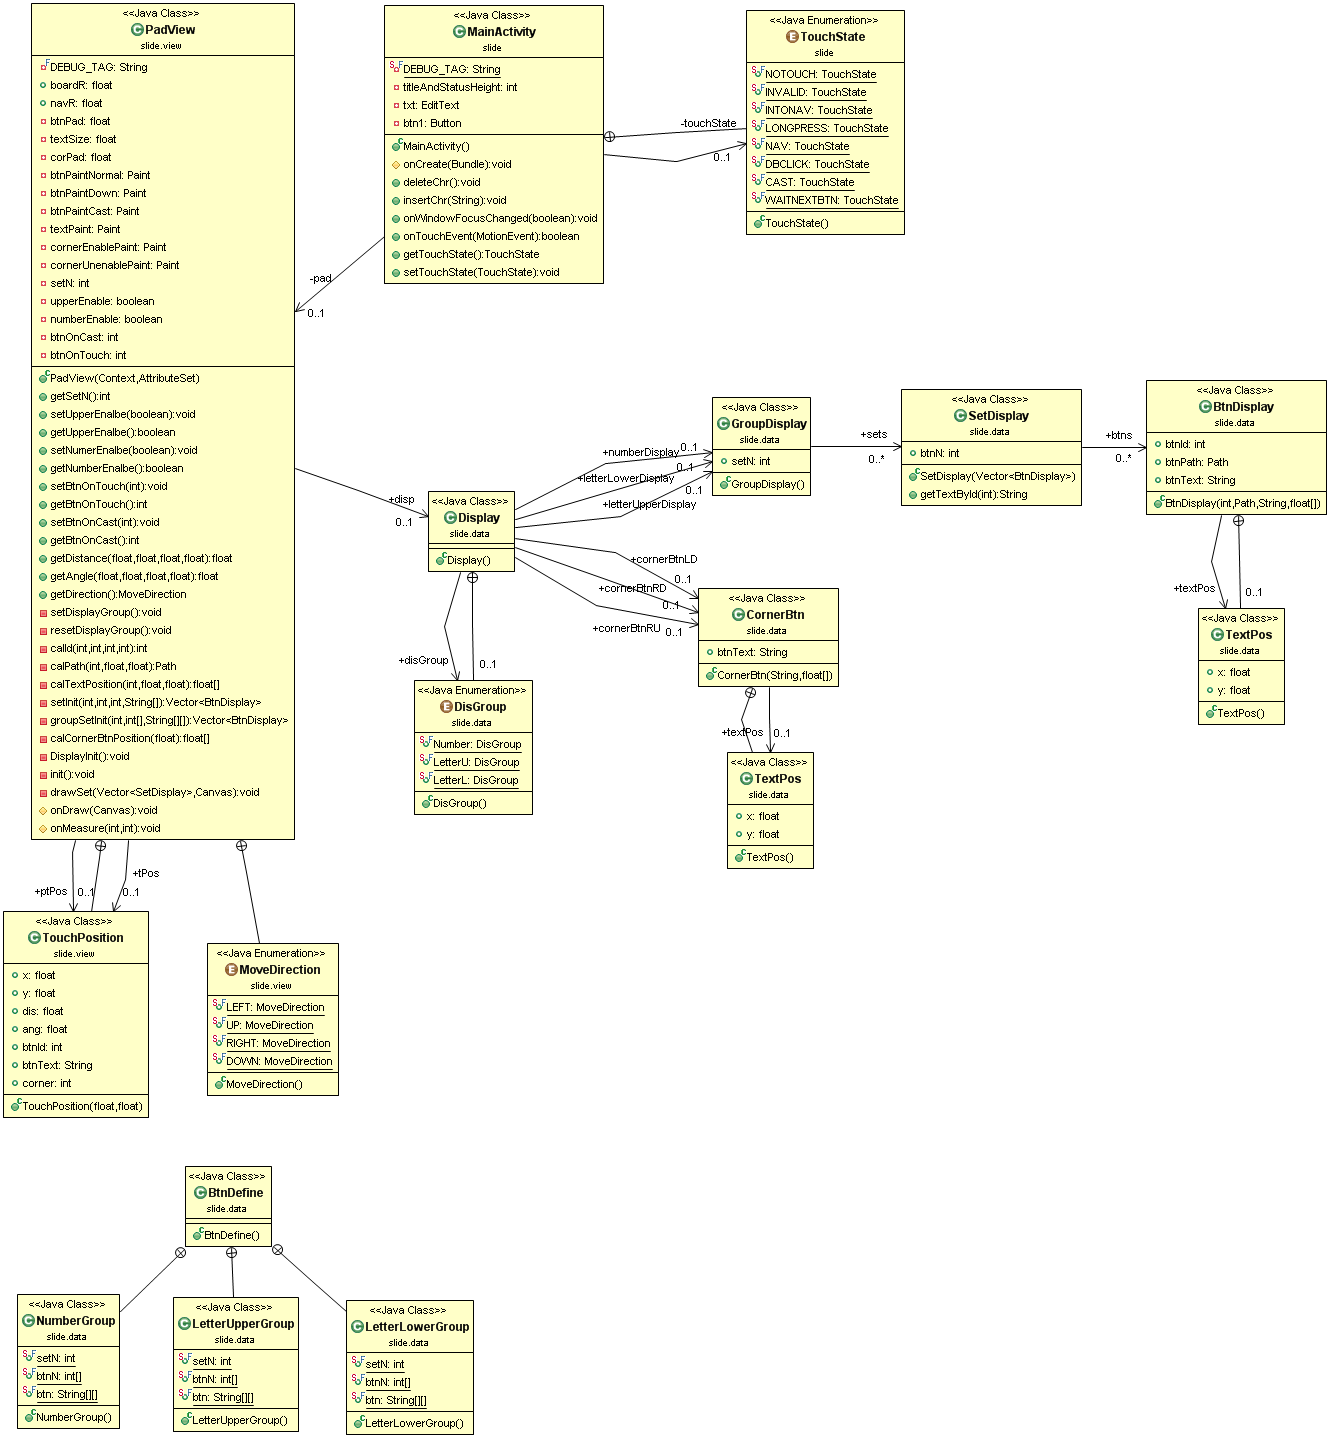 <<Java Class>>
PadView
slide.view
DEBUG_TAG: String
boardR: float
navR: float
btnPad: float
textSize: float
corPad: float
btnPaintNormal: Paint
btnPaintDown: Paint
btnPaintCast: Paint
textPaint: Paint
cornerEnablePaint: Paint
cornerUnenablePaint: Paint
setN: int
upperEnable: boolean
numberEnable: boolean
btnOnCast: int
btnOnTouch: int
PadView(Context,AttributeSet)
getSetN():int
setUpperEnalbe(boolean):void
getUpperEnalbe():boolean
setNumerEnalbe(boolean):void
getNumberEnalbe():boolean
setBtnOnTouch(int):void
getBtnOnTouch():int
setBtnOnCast(int):void
getBtnOnCast():int
getDistance(float,float,float,float):float
getAngle(float,float,float,float):float
getDirection():MoveDirection
setDisplayGroup():void
resetDisplayGroup():void
calId(int,int,int,int):int
calPath(int,float,float):Path
calTextPosition(int,float,float):float[]
setInit(int,int,int,String[]):Vector<BtnDisplay>
groupSetInit(int,int[],String[][]):Vector<BtnDisplay>
calCornerBtnPosition(float):float[]
DisplayInit():void
init():void
drawSet(Vector<SetDisplay>,Canvas):void
onDraw(Canvas):void
onMeasure(int,int):void
<<Java Class>>
MainActivity
slide
DEBUG_TAG: String
titleAndStatusHeight: int
txt: EditText
btn1: Button
MainActivity()
onCreate(Bundle):void
deleteChr():void
insertChr(String):void
onWindowFocusChanged(boolean):void
onTouchEvent(MotionEvent):boolean
getTouchState():TouchState
setTouchState(TouchState):void
-touchState
0..1
-pad
0..1
<<Java Enumeration>>
TouchState
slide
NOTOUCH: TouchState
INVALID: TouchState
INTONAV: TouchState
LONGPRESS: TouchState
NAV: TouchState
DBCLICK: TouchState
CAST: TouchState
WAITNEXTBTN: TouchState
TouchState()
+disp
0..1
<<Java Class>>
Display
slide.data
Display()
+numberDisplay
0..1
+letterLowerDisplay
0..1
+letterUpperDisplay
0..1
<<Java Class>>
GroupDisplay
slide.data
setN: int
GroupDisplay()
+sets
0..*
<<Java Class>>
SetDisplay
slide.data
btnN: int
SetDisplay(Vector<BtnDisplay>)
getTextById(int):String
+btns
0..*
<<Java Class>>
BtnDisplay
slide.data
btnId: int
btnPath: Path
btnText: String
BtnDisplay(int,Path,String,float[])
+textPos
0..1
<<Java Class>>
TextPos
slide.data
x: float
y: float
TextPos()
+cornerBtnLD
0..1
+cornerBtnRD
0..1
+cornerBtnRU
0..1
<<Java Class>>
CornerBtn
slide.data
btnText: String
CornerBtn(String,float[])
+textPos
0..1
<<Java Class>>
TextPos
slide.data
x: float
y: float
TextPos()
+disGroup
0..1
<<Java Enumeration>>
DisGroup
slide.data
Number: DisGroup
LetterU: DisGroup
LetterL: DisGroup
DisGroup()
+ptPos
0..1
+tPos
0..1
<<Java Class>>
TouchPosition
slide.view
x: float
y: float
dis: float
ang: float
btnId: int
btnText: String
corner: int
TouchPosition(float,float)
<<Java Enumeration>>
MoveDirection
slide.view
LEFT: MoveDirection
UP: MoveDirection
RIGHT: MoveDirection
DOWN: MoveDirection
MoveDirection()
<<Java Class>>
BtnDefine
slide.data
BtnDefine()
<<Java Class>>
NumberGroup
slide.data
setN: int
btnN: int[]
btn: String[][]
NumberGroup()
<<Java Class>>
LetterUpperGroup
slide.data
setN: int
btnN: int[]
btn: String[][]
LetterUpperGroup()
<<Java Class>>
LetterLowerGroup
slide.data
setN: int
btnN: int[]
btn: String[][]
LetterLowerGroup()